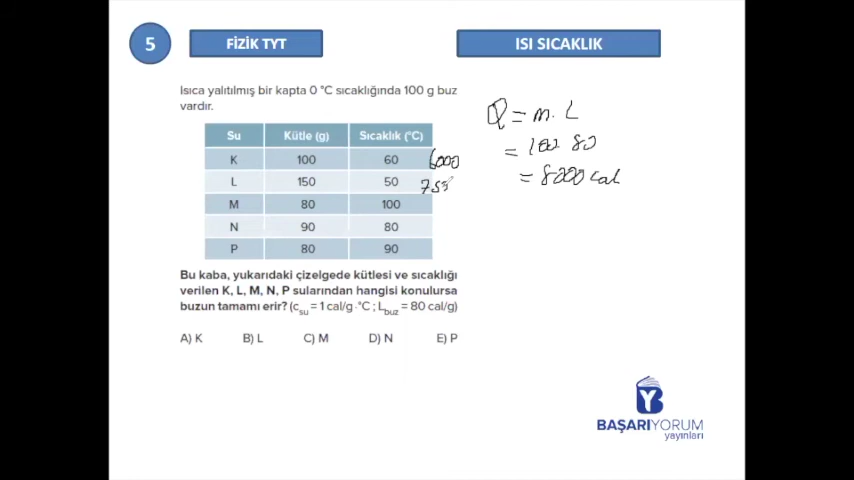 5
FİZİK TYT
ISI SICAKLIK
Isıca yalıtılmış bir kapta 0 °C sıcaklığında 100 g buz
vardır.
Su Kütle (g) Sıcaklık (°C)
K 100 60 6000
L 150 50
M 80 100
N 90 80
P 80 90
Bu kaba, yukarıdaki çizelgede kütlesi ve sıcaklığı
verilen K, L, M, N, P sularından hangisi konulursa
buzun tamamı erir? (csu = 1 cal/g·°C ; Lbuz = 80 cal/g)
A) K B) L C) M D) N E) P
Q = m. L
= 100 80
= 8000 cal
BAŞARIYORUM
yayınları